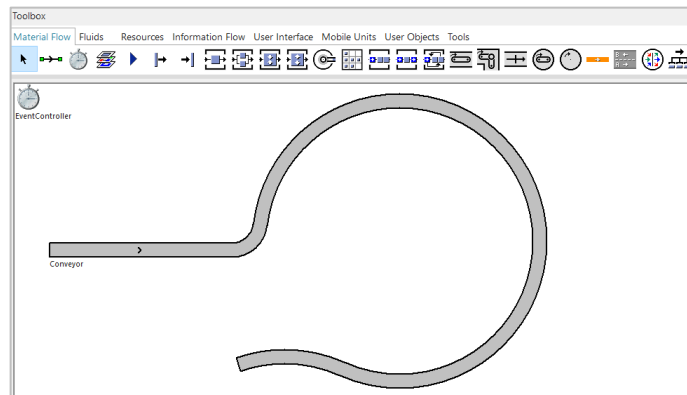 Toolbox
Material Flow Fluids Resources Information Flow User Interface Mobile Units User Objects Tools
EventController
Conveyor